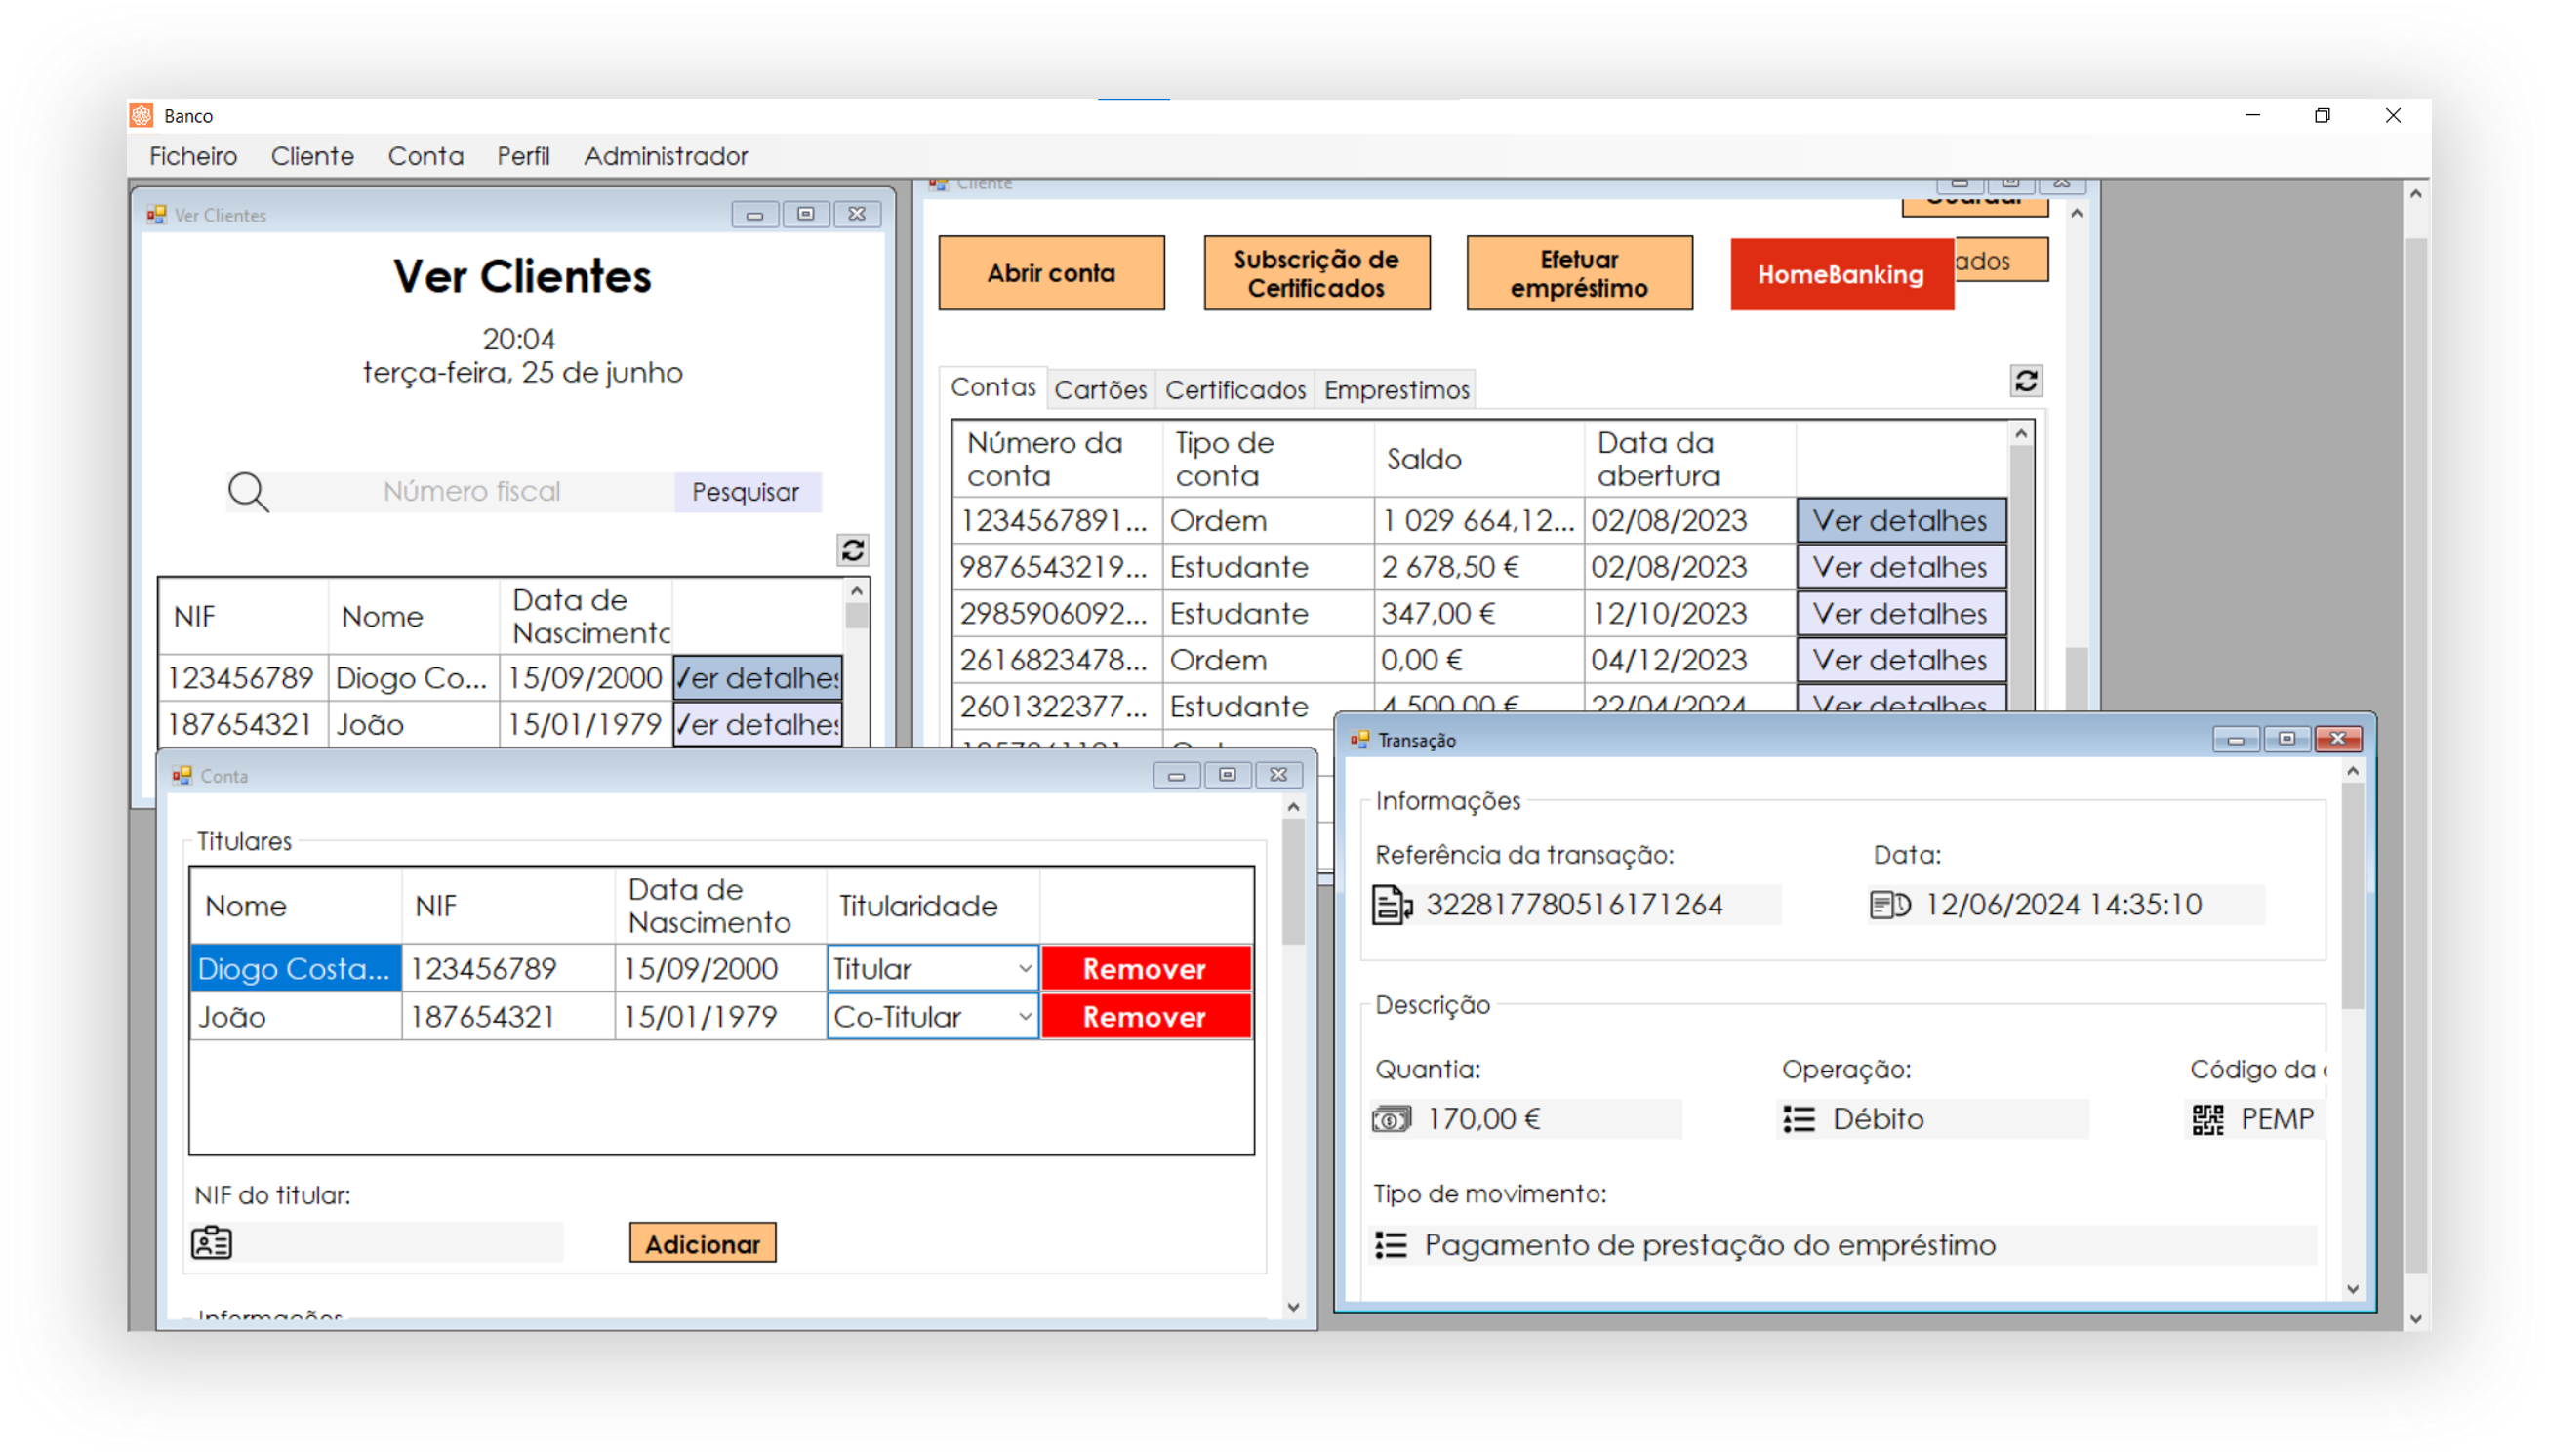 Banco
Ficheiro Cliente Conta Perfil Administrador
Ver Clientes
Ver Clientes
20:04
terça-feira, 25 de junho
Número fiscal Pesquisar
NIF Nome Data de Nascimento
123456789 Diogo Co... 15/09/2000 Ver detalhes
187654321 João 15/01/1979 Ver detalhes
Cliente
Guardar
Abrir conta Subscrição de Certificados Efetuar empréstimo HomeBanking ados
Contas Cartões Certificados Emprestimos
Número da conta Tipo de conta Saldo Data da abertura
1234567891... Ordem 1 029 664,12... 02/08/2023 Ver detalhes
9876543219... Estudante 2 678,50 € 02/08/2023 Ver detalhes
2985906092... Estudante 347,00 € 12/10/2023 Ver detalhes
2616823478... Ordem 0,00 € 04/12/2023 Ver detalhes
2601322377... Estudante 4 500,00 € 22/04/2024 Ver detalhes
Conta
Titulares
Nome NIF Data de Nascimento Titularidade
Diogo Costa... 123456789 15/09/2000 Titular Remover
João 187654321 15/01/1979 Co-Titular Remover
NIF do titular:
Adicionar
Informações
Transação
Informações
Referência da transação: Data:
322817780516171264 12/06/2024 14:35:10
Descrição
Quantia: Operação: Código da
170,00 € Débito PEMP
Tipo de movimento:
Pagamento de prestação do empréstimo